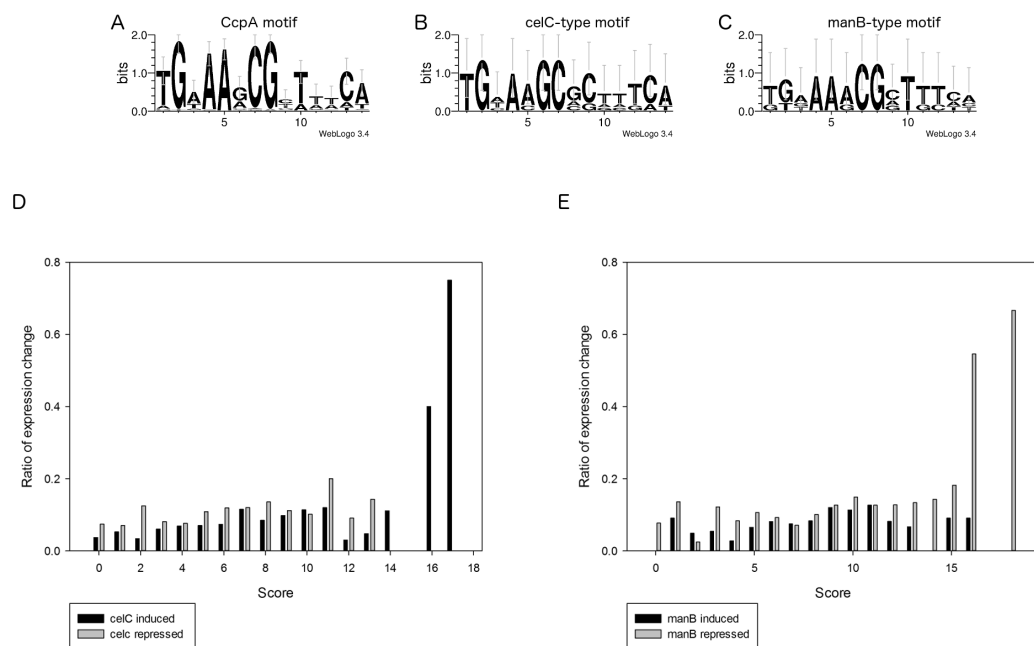 A CcpA motif
2.0
1.0
0.0
bits
5
10
WebLogo 3.4
B celC-type motif
2.0
1.0
0.0
bits
5
10
WebLogo 3.4
C manB-type motif
2.0
1.0
0.0
bits
5
10
WebLogo 3.4
D
Ratio of expression change
0.8
0.6
0.4
0.2
0.0
0 2 4 6 8 10 12 14 16 18
Score
celC induced
celc repressed
E
Ratio of expression change
0.8
0.6
0.4
0.2
0.0
0 5 10 15
Score
manB induced
manB repressed